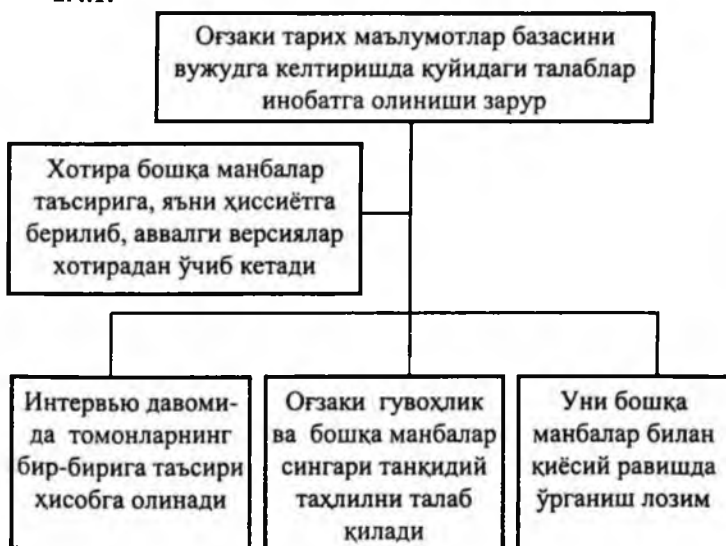 Оғзаки тарих маълумотлар базасини
вужудга келтиришда қуйидаги талаблар
инобатга олиниши зарур
Хотира бошқа манбалар
таъсирига, яъни ҳиссиётга
берилиб, аввалги версиялар
хотирадан ўчиб кетади
Интервью давоми-
да томонларнинг
бир-бирига таъсири
ҳисобга олинади
Оғзаки гувоҳлик
ва бошқа манбалар
сингари танқидий
таҳлилни талаб
қилади
Уни бошқа
манбалар билан
қиёсий равишда
ўрганиш лозим